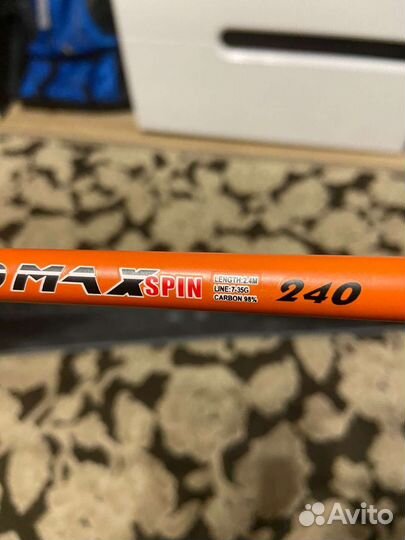 MAX SPIN
LENGTH:2.4M
LINE:7-35G
CARBON 98%
240
Avito